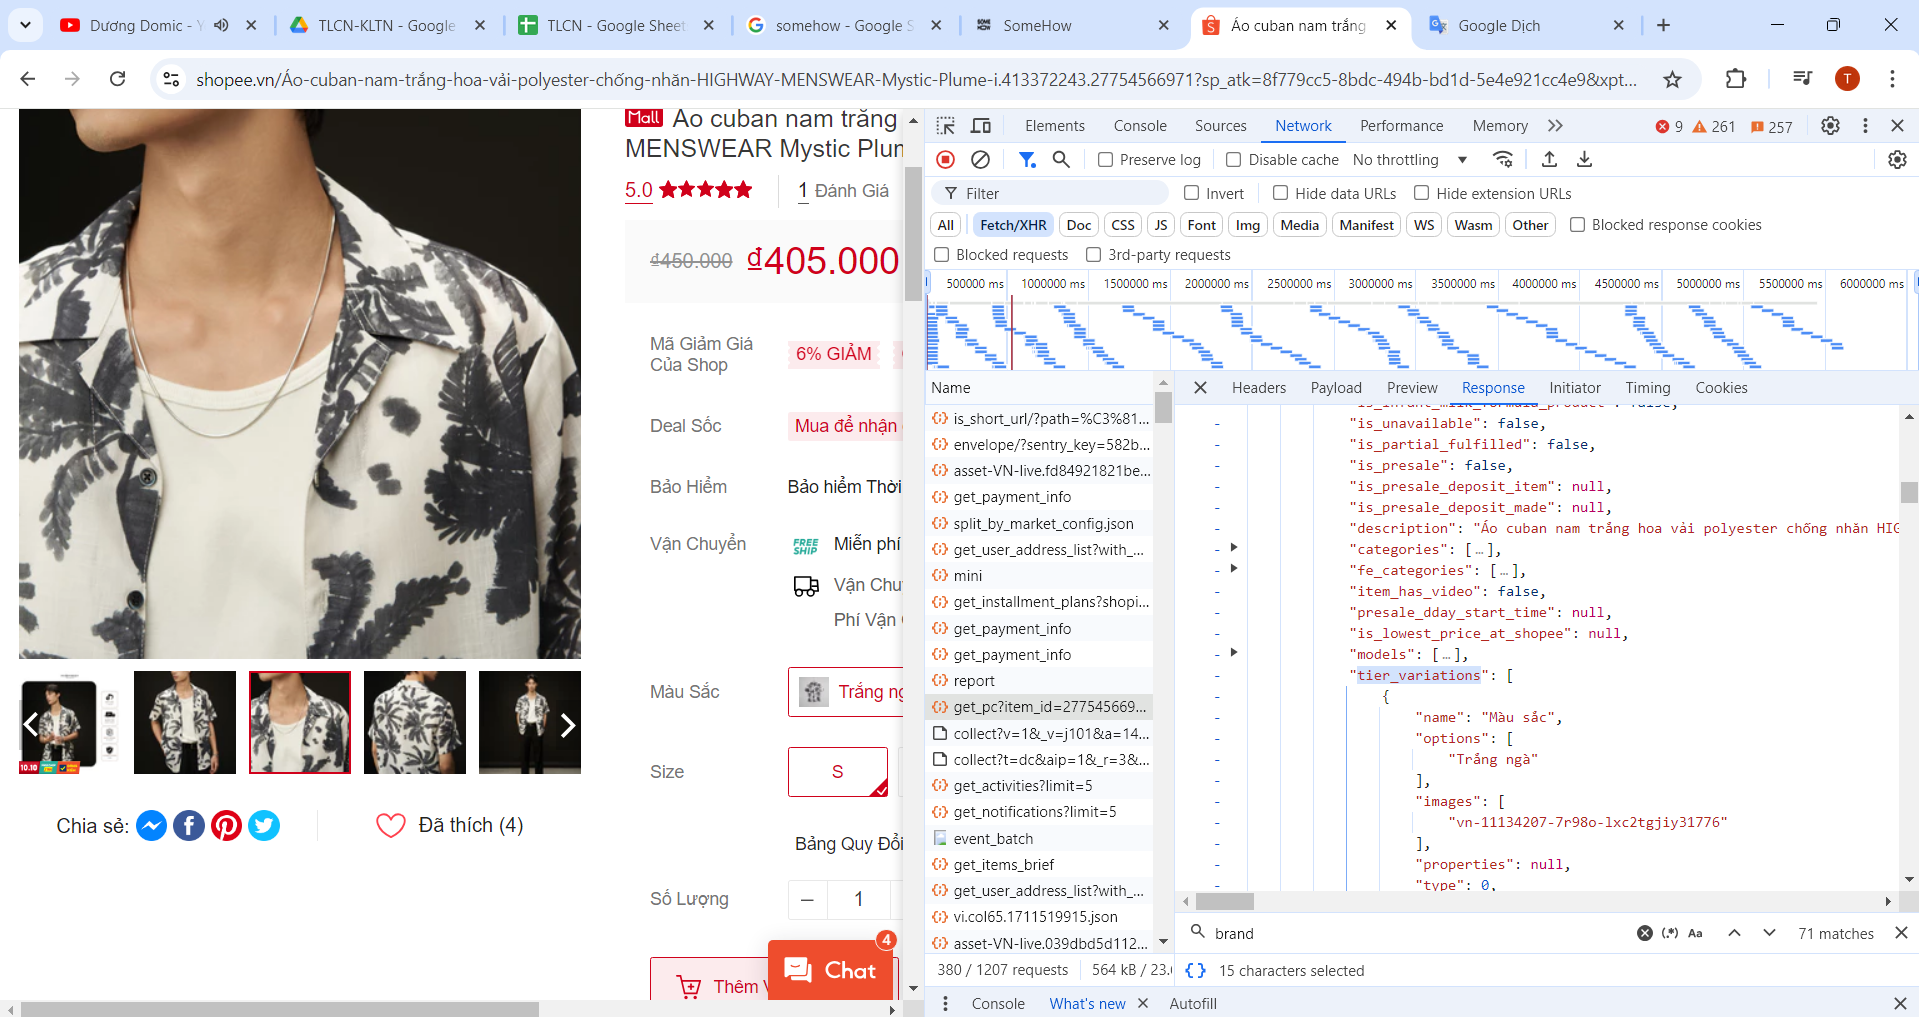 Dương Domic - Y
TLCN-KLTN - Google
TLCN - Google Sheet
somehow - Google S
SomeHow
Áo cuban nam trắng
Google Dịch
shopee.vn/Áo-cuban-nam-trắng-hoa-vải-polyester-chống-nhăn-HIGHWAY-MENSWEAR-Mystic-Plume-i.413372243.27754566971?sp_atk=8f779cc5-8bdc-494b-bd1d-5e4e921cc4e9&xpt...
T
Mall Áo cuban nam trắng
MENSWEAR Mystic Plum
5.0 1 Đánh Giá
₫450.000 ₫405.000
Mã Giảm Giá
Của Shop
6% GIẢM
Deal Sốc
Mua để nhận
Bảo Hiểm
Bảo hiểm Thời
Vận Chuyển
FREE
SHIP
Miễn phí
Vận Chu
Phí Vận
Màu Sắc
Trắng ng
Size
S
Bảng Quy Đổi
Số Lượng
1
Thêm V
4
Chat
10.10
Chia sẻ:
Đã thích (4)
Elements Console Sources Network Performance Memory 9 261 257
Preserve log Disable cache No throttling
Filter Invert Hide data URLs Hide extension URLs
All Fetch/XHR Doc CSS JS Font Img Media Manifest WS Wasm Other Blocked response cookies
Blocked requests 3rd-party requests
500000 ms 1000000 ms 1500000 ms 2000000 ms 2500000 ms 3000000 ms 3500000 ms 4000000 ms 4500000 ms 5000000 ms 5500000 ms 6000000 ms
Name
is_short_url/?path=%C3%81...
envelope/?sentry_key=582b...
asset-VN-live.fd84921821be...
get_payment_info
split_by_market_config.json
get_user_address_list?with_...
mini
get_installment_plans?shopi...
get_payment_info
get_payment_info
report
get_pc?item_id=277545669...
collect?v=1&_v=j101&a=14...
collect?t=dc&aip=1&_r=3&...
get_activities?limit=5
get_notifications?limit=5
event_batch
get_items_brief
get_user_address_list?with_...
vi.col65.1711519915.json
asset-VN-live.039dbd5d112...
380 / 1207 requests 564 kB / 23.
Headers Payload Preview Response Initiator Timing Cookies
"is_infant_milk_formula_product": false,
"is_unavailable": false,
"is_partial_fulfilled": false,
"is_presale": false,
"is_presale_deposit_item": null,
"is_presale_deposit_made": null,
"description": "Áo cuban nam trắng hoa vải polyester chống nhăn HIG
"categories": […],
"fe_categories": […],
"item_has_video": false,
"presale_dday_start_time": null,
"is_lowest_price_at_shopee": null,
"models": […],
"tier_variations": [
{
"name": "Màu sắc",
"options": [
"Trắng ngà"
],
"images": [
"vn-11134207-7r98o-lxc2tgjiy31776"
],
"properties": null,
"type": 0,
brand
(.*) Aa
71 matches
{} 15 characters selected
Console What's new Autofill